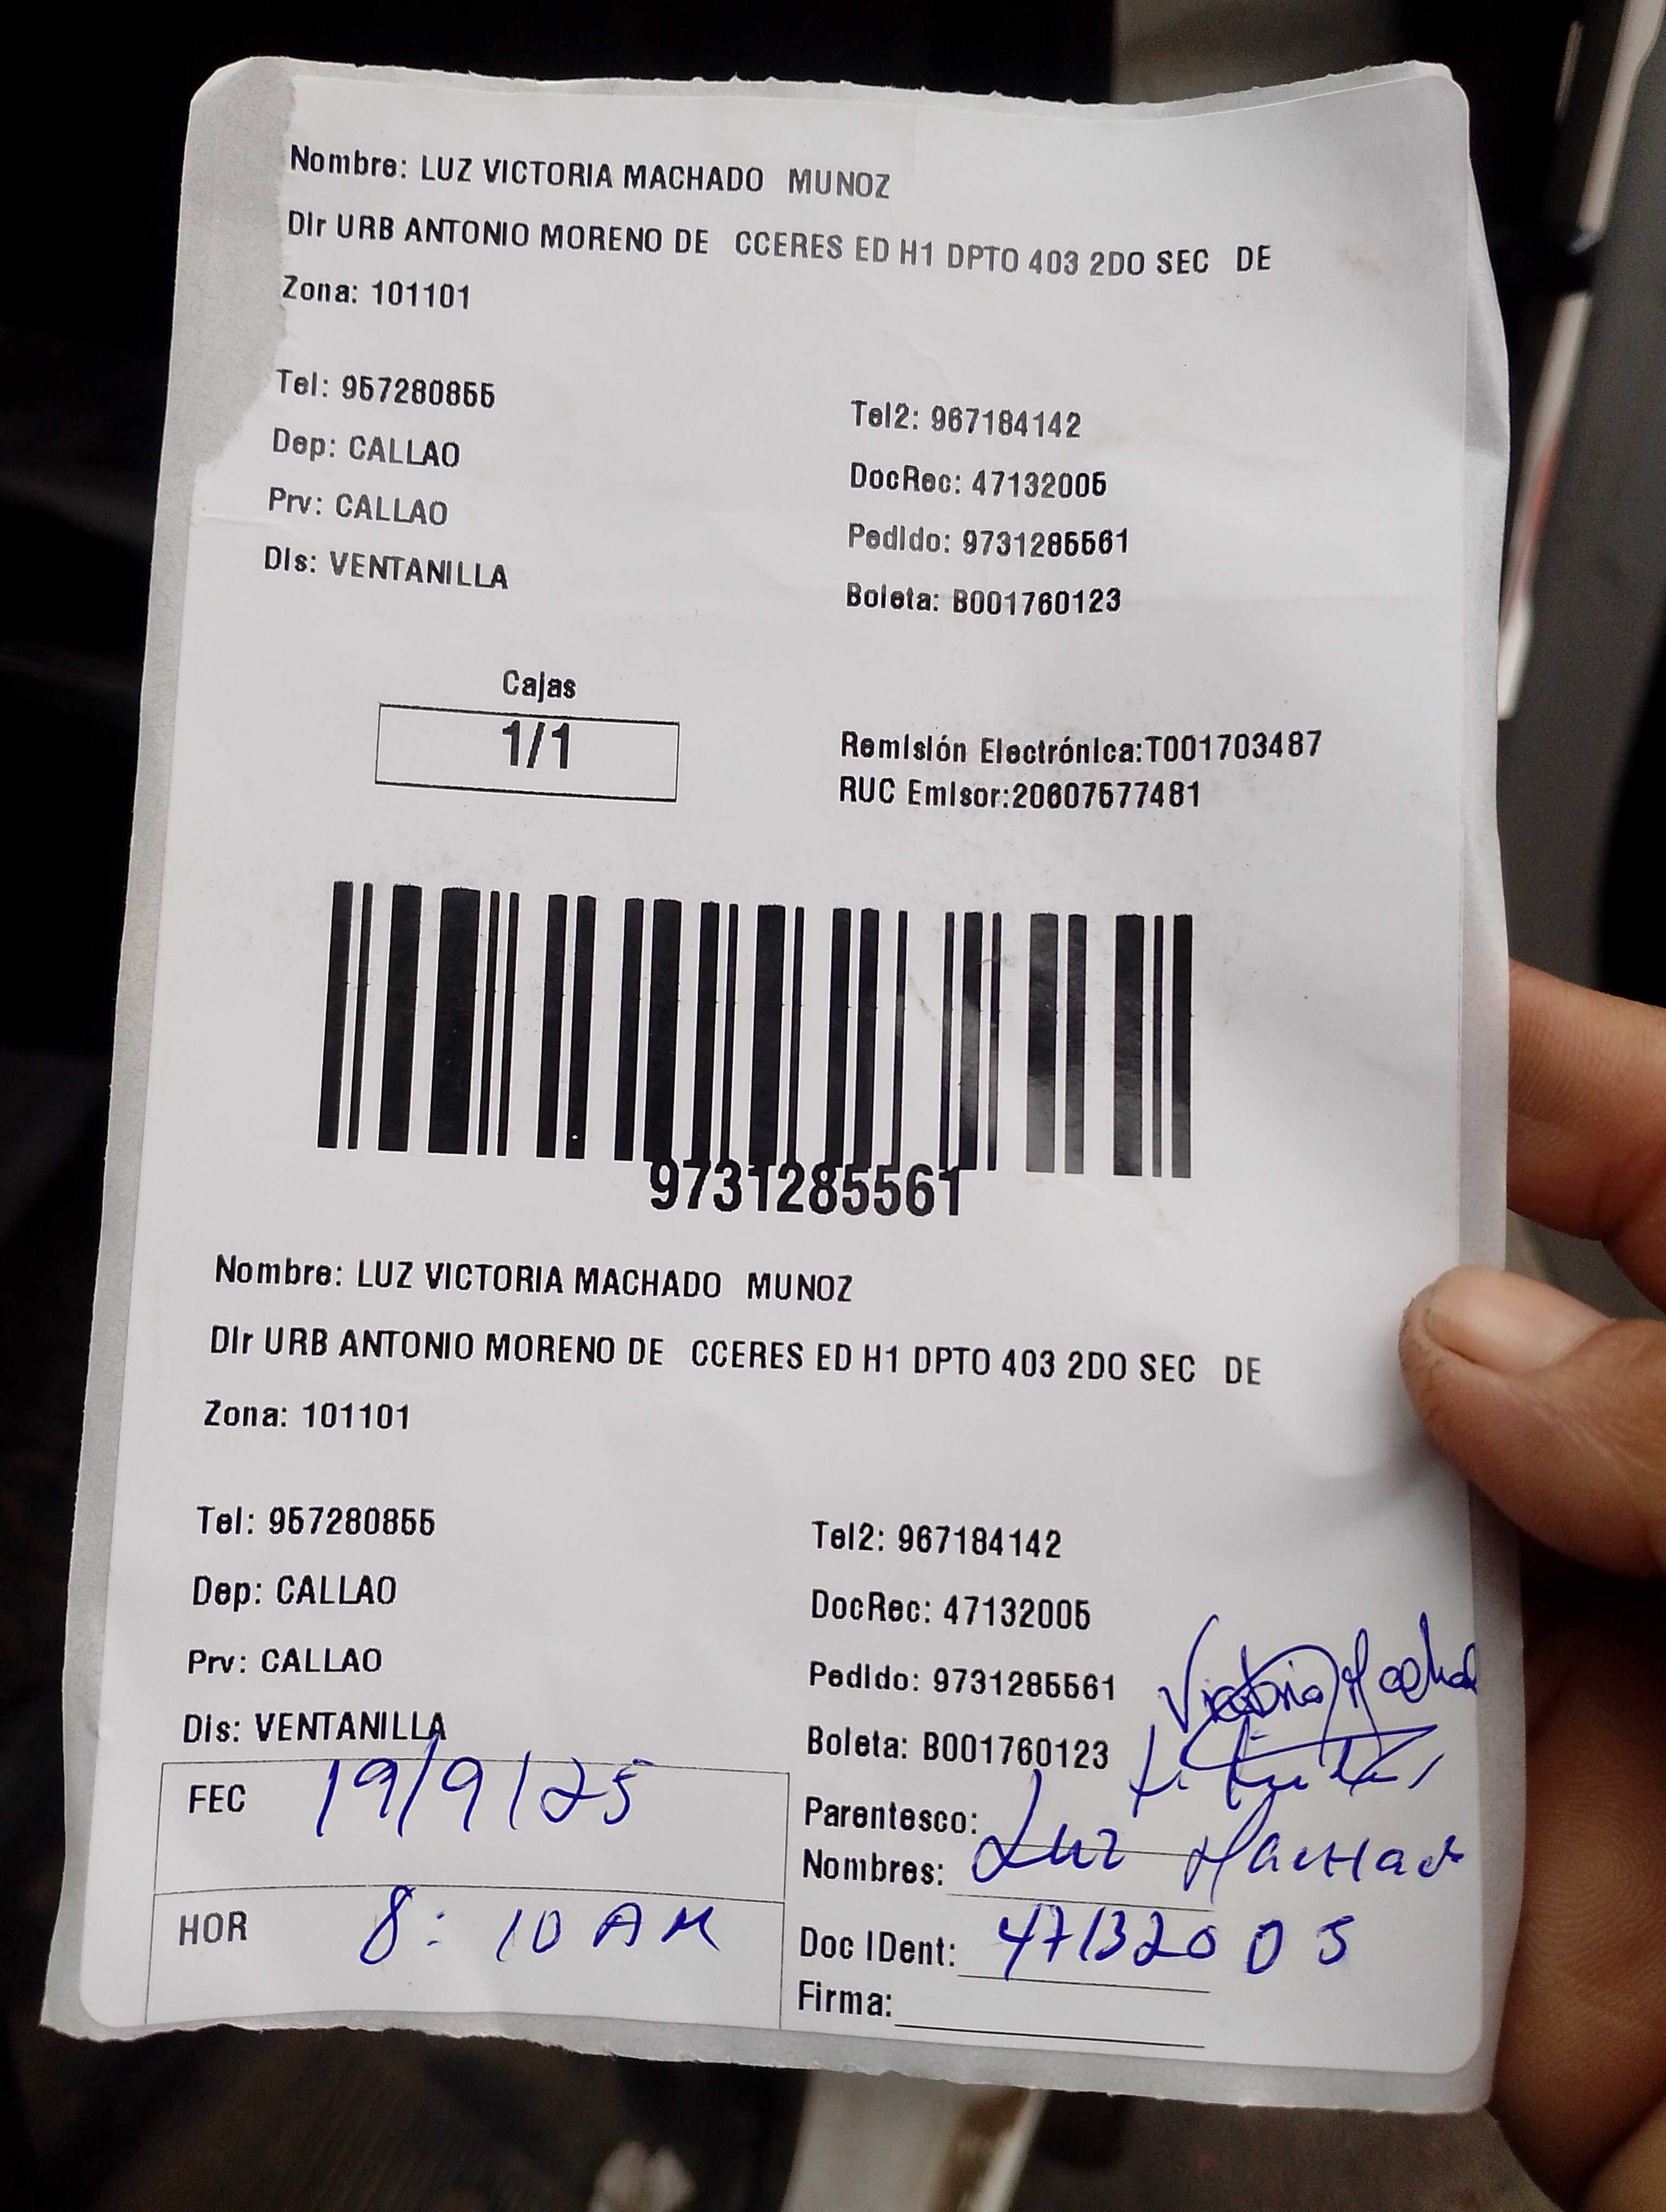 Nombre: LUZ VICTORIA MACHADO MUNOZ
Dir URB ANTONIO MORENO DE CCERES ED H1 DPTO 403 2DO SEC DE
Zona: 101101
Tel: 957280855
Tel2: 967184142
Dep: CALLAO
DocRec: 47132005
Prv: CALLAO
Pedido: 9731285561
Dis: VENTANILLA
Boleta: B001760123
Cajas
1/1
Remisión Electrónica:T001703487
RUC Emisor:20607577481
9731285561
Nombre: LUZ VICTORIA MACHADO MUNOZ
Dir URB ANTONIO MORENO DE CCERES ED H1 DPTO 403 2DO SEC DE
Zona: 101101
Tel: 957280855
Tel2: 967184142
Dep: CALLAO
DocRec: 47132005
Prv: CALLAO
Pedido: 9731285561
Victoria Machado
Dis: VENTANILLA
Boleta: B001760123
FEC 19/9/25
Parentesco:
Nombres: Luz Machado
HOR 8:10 AM
Doc IDent: 47132005
Firma: